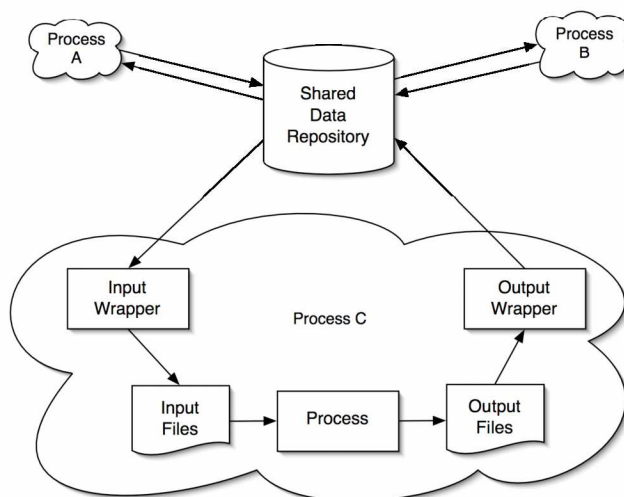 Process
A
Process
B
Shared
Data
Repository
Input
Wrapper
Output
Wrapper
Process C
Input
Files
Process
Output
Files